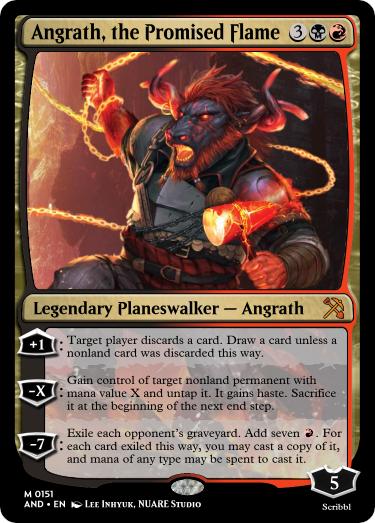 Angrath, the Promised Flame 3
Legendary Planeswalker — Angrath
+1: Target player discards a card. Draw a card unless a
nonland card was discarded this way.
-X: Gain control of target nonland permanent with
mana value X and untap it. It gains haste. Sacrifice
it at the beginning of the next end step.
-7: Exile each opponent's graveyard. Add seven . For
each card exiled this way, you may cast a copy of it,
and mana of any type may be spent to cast it.
5
M 0151
AND • EN Lee Inhyuk, NUARE Studio
Scribbl